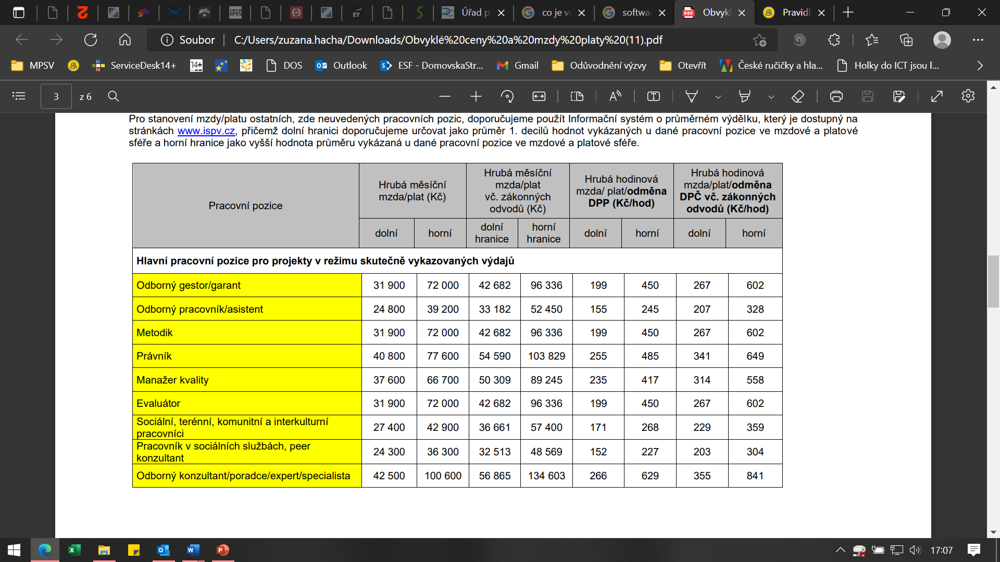 Úřad p
co je v
softwa
Obvykl
Pravidl
Soubor
C:/Users/zuzana.hacha/Downloads/Obvyklé%20ceny%20a%20mzdy%20platy%20(11).pdf
MPSV
ServiceDesk14+
14+
DOS
Outlook
ESF - DomovskaStr...
Gmail
Odůvodnění výzvy
Otevřít
České ručičky a hla...
Holky do ICT jsou l...
3
z 6
Pro stanovení mzdy/platu ostatních, zde neuvedených pracovních pozic, doporučujeme použít Informační systém o průměrném výdělku, který je dostupný na
stránkách www.ispv.cz, přičemž dolní hranici doporučujeme určovat jako průměr 1. decilů hodnot vykázaných u dané pracovní pozice ve mzdové a platové
sféře a horní hranice jako vyšší hodnota průměru vykázaná u dané pracovní pozice ve mzdové a platové sféře.
Pracovní pozice
Hrubá měsíční
mzda/plat (Kč)
Hrubá měsíční
mzda/plat
vč. zákonných
odvodů (Kč)
Hrubá hodinová
mzda/ plat/odměna
DPP (Kč/hod)
Hrubá hodinová
mzda/plat/odměna
DPČ vč. zákonných
odvodů (Kč/hod)
dolní
horní
dolní
hranice
horní
hranice
dolní
horní
dolní
horní
Hlavní pracovní pozice pro projekty v režimu skutečně vykazovaných výdajů
Odborný gestor/garant 31 900 72 000 42 682 96 336 199 450 267 602
Odborný pracovník/asistent 24 800 39 200 33 182 52 450 155 245 207 328
Metodik 31 900 72 000 42 682 96 336 199 450 267 602
Právník 40 800 77 600 54 590 103 829 255 485 341 649
Manažer kvality 37 600 66 700 50 309 89 245 235 417 314 558
Evaluátor 31 900 72 000 42 682 96 336 199 450 267 602
Sociální, terénní, komunitní a interkulturní
pracovníci 27 400 42 900 36 661 57 400 171 268 229 359
Pracovník v sociálních službách, peer
konzultant 24 300 36 300 32 513 48 569 152 227 203 304
Odborný konzultant/poradce/expert/specialista 42 500 100 600 56 865 134 603 266 629 355 841
17:07